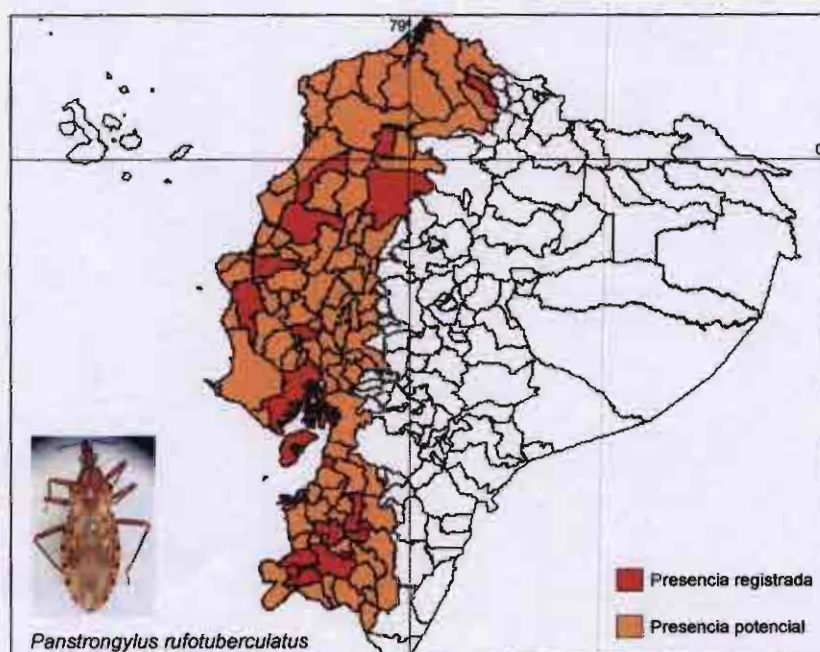 79°
Presencia registrada
Presencia potencial
Panstrongylus rufotuberculatus